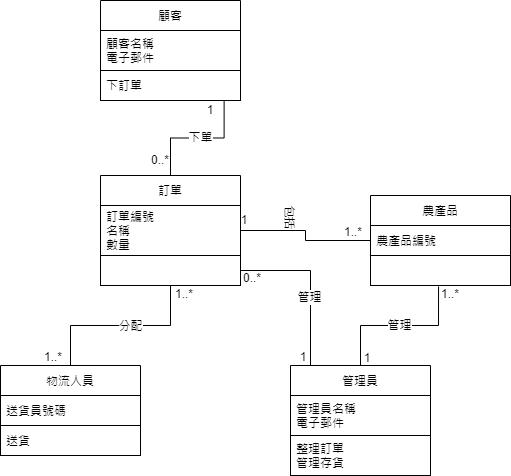 顧客
顧客名稱
電子郵件
下訂單
1
下單
0..*
訂單
訂單編號
名稱
數量
1
包括
1..*
農產品
農產品編號
0..*
管理
1
1..*
管理
1
1..*
分配
1..*
物流人員
送貨員號碼
送貨
管理員
管理員名稱
電子郵件
整理訂單
管理存貨